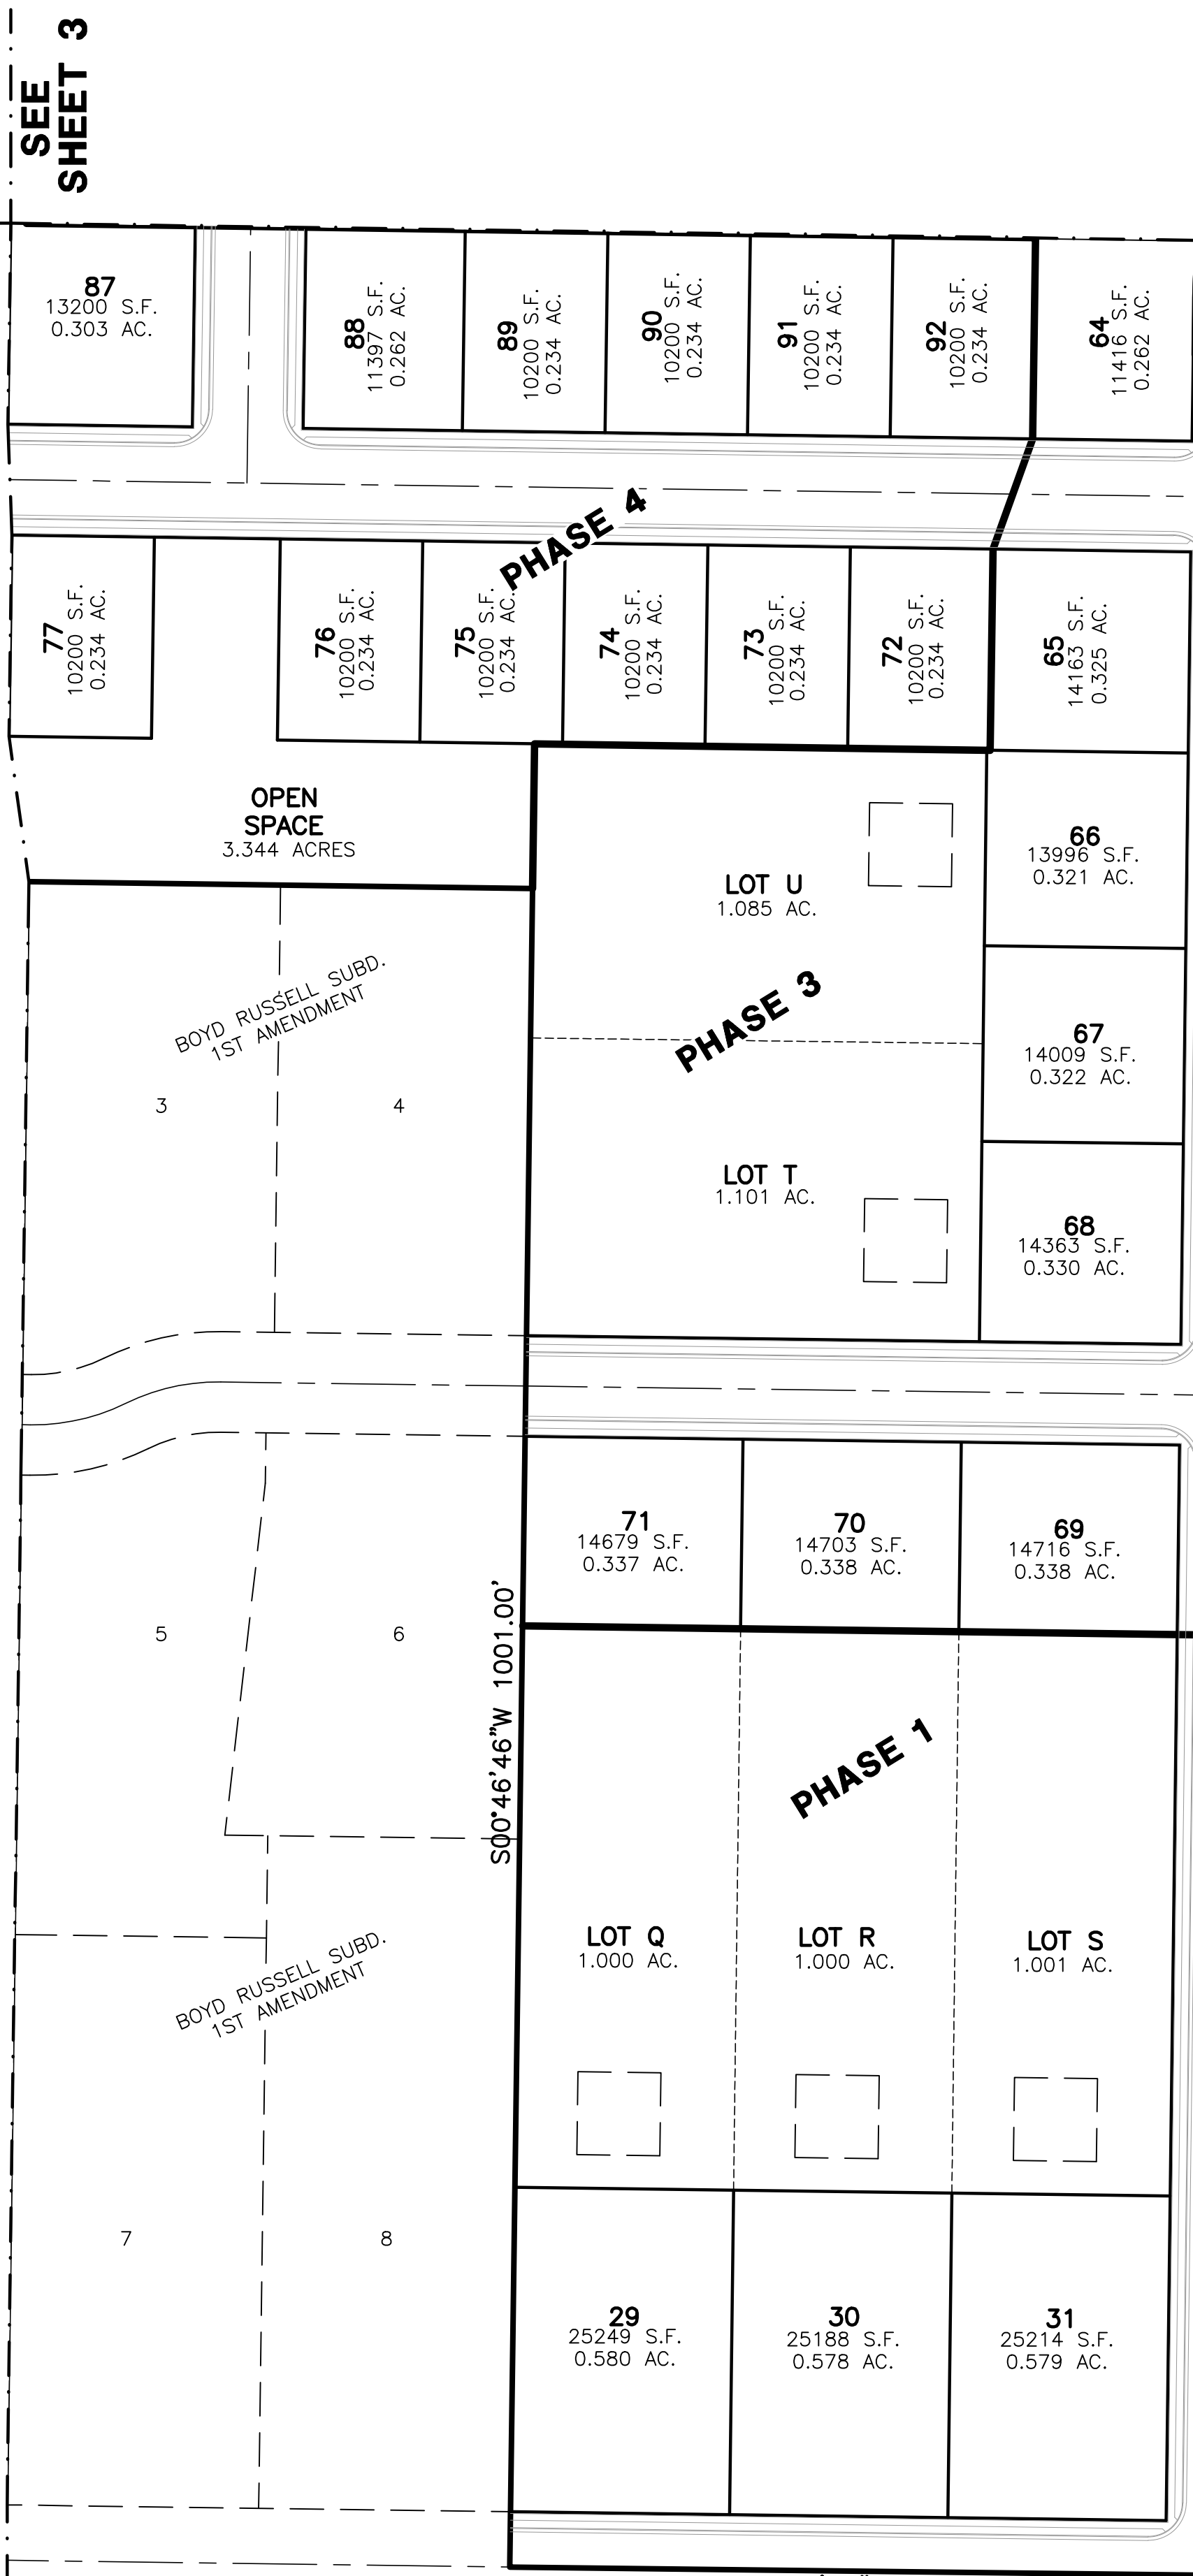 SEE
SHEET 3
87
13200 S.F.
0.303 AC.
88
11397 S.F.
0.262 AC.
89
10200 S.F.
0.234 AC.
90
10200 S.F.
0.234 AC.
91
10200 S.F.
0.234 AC.
92
10200 S.F.
0.234 AC.
64
11416 S.F.
0.262 AC.
PHASE 4
77
10200 S.F.
0.234 AC.
76
10200 S.F.
0.234 AC.
75
10200 S.F.
0.234 AC.
74
10200 S.F.
0.234 AC.
73
10200 S.F.
0.234 AC.
72
10200 S.F.
0.234 AC.
65
14163 S.F.
0.325 AC.
OPEN
SPACE
3.344 ACRES
LOT U
1.085 AC.
66
13996 S.F.
0.321 AC.
BOYD RUSSELL SUBD.
1ST AMENDMENT
PHASE 3
67
14009 S.F.
0.322 AC.
3
4
LOT T
1.101 AC.
68
14363 S.F.
0.330 AC.
71
14679 S.F.
0.337 AC.
70
14703 S.F.
0.338 AC.
69
14716 S.F.
0.338 AC.
5
6
S00°46'46"W 1001.00'
PHASE 1
LOT Q
1.000 AC.
LOT R
1.000 AC.
LOT S
1.001 AC.
BOYD RUSSELL SUBD.
1ST AMENDMENT
7
8
29
25249 S.F.
0.580 AC.
30
25188 S.F.
0.578 AC.
31
25214 S.F.
0.579 AC.